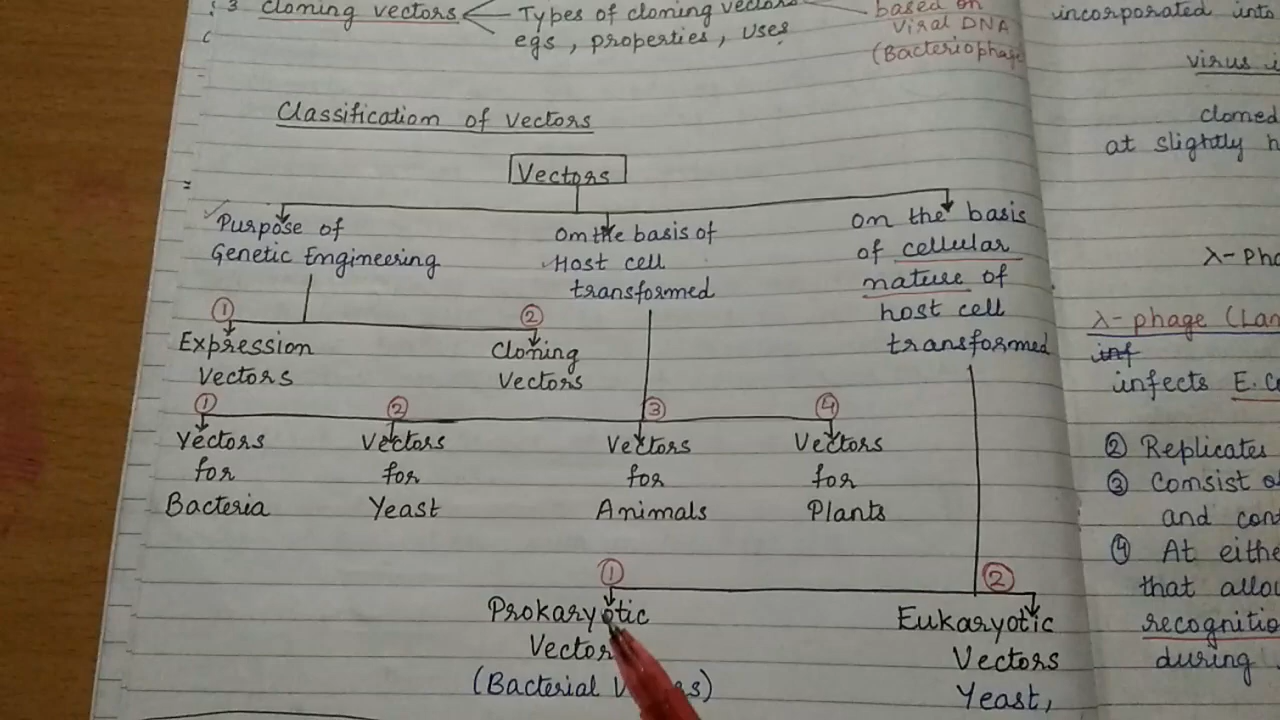 3 Cloning vectors
Types of cloning vectors
egs, properties, uses
based on
Viral DNA
(Bacteriophage
Classification of vectors
Vectors
Purpose of
Genetic Engineering
On the basis of
Host cell
transformed
On the basis
of cellular
nature of
host cell
transformed
① Expression
Vectors
② Cloning
Vectors
① Vectors
for
Bacteria
② Vectors
for
Yeast
③ Vectors
for
Animals
④ Vectors
for
Plants
① Prokaryotic
Vector
(Bacterial
② Eukaryotic
Vectors
Yeast,
incorporated into
virus
cloned
at slightly
λ-
λ-phage
infects E.
② Replicates
③ Consist
and
④ At
that
during